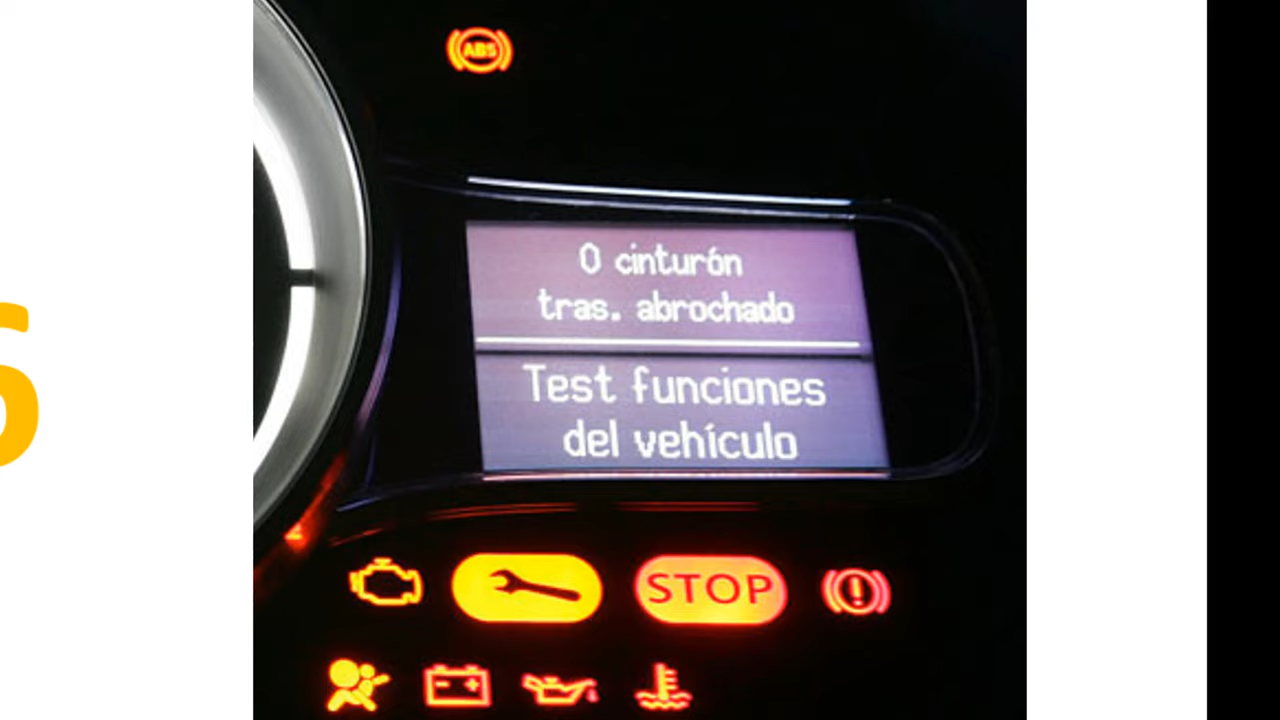 ABS
0 cinturón
tras. abrochado
Test funciones
del vehículo
STOP